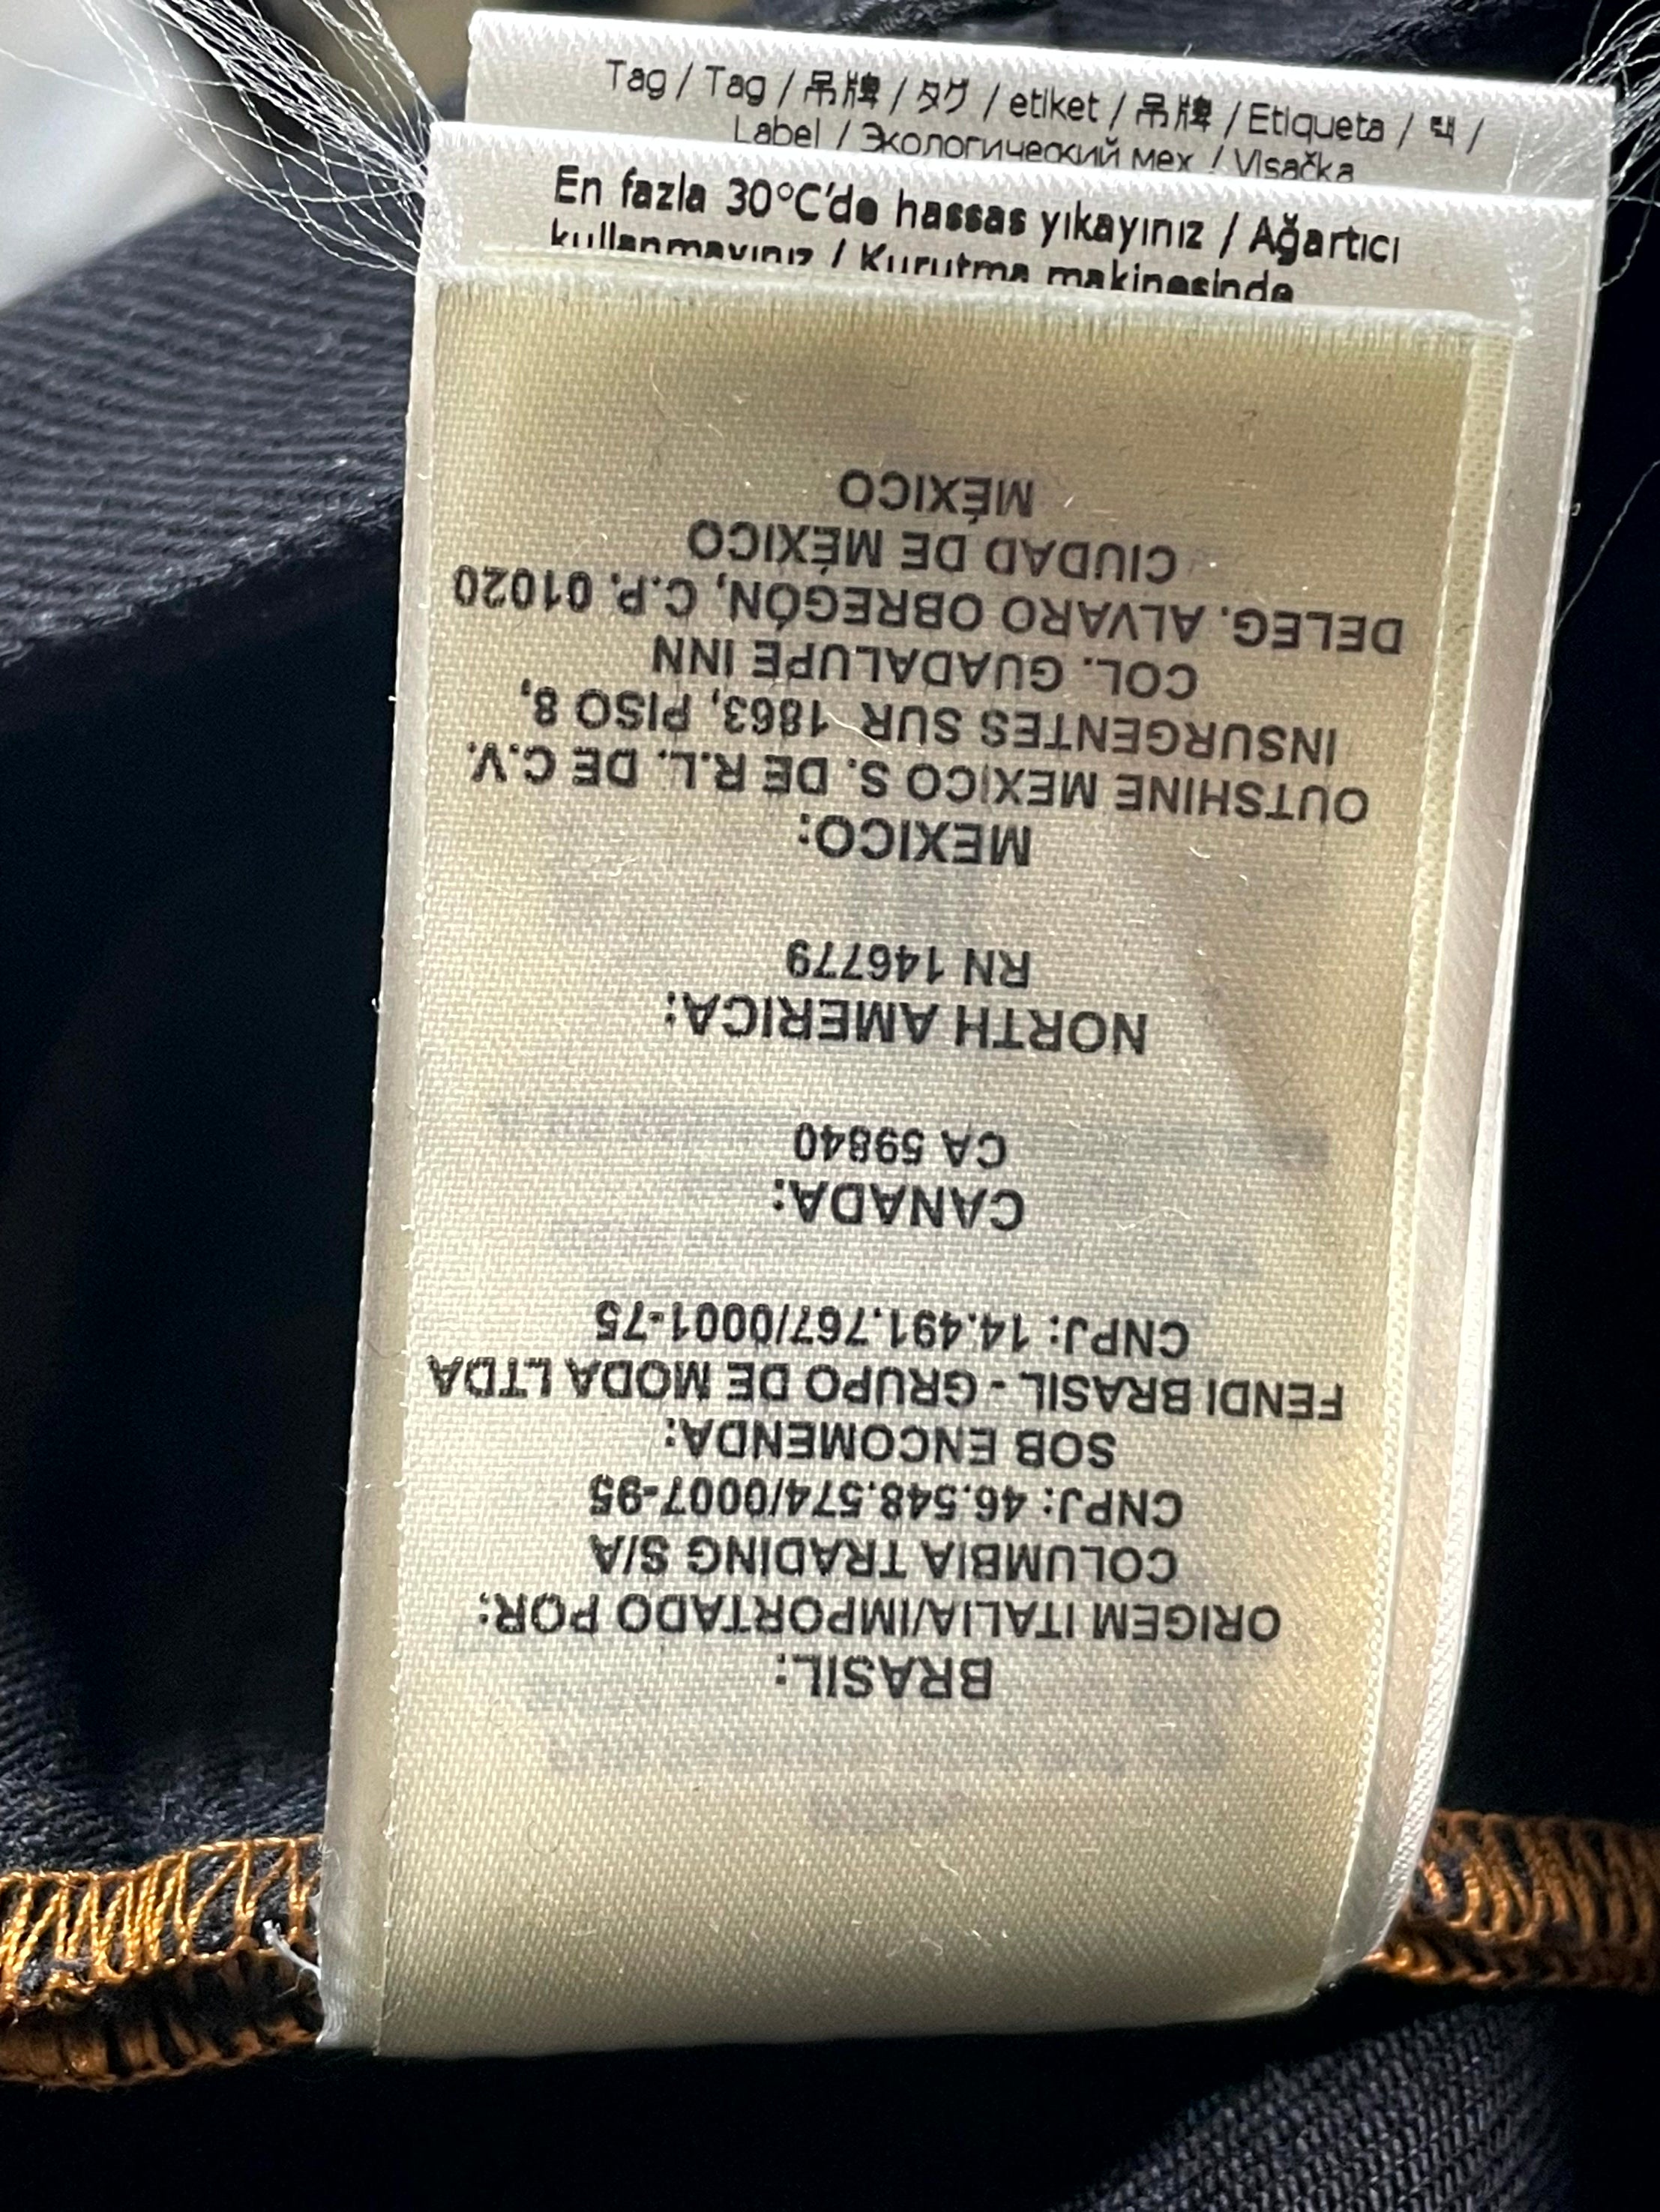 Tag / Tag / 吊牌 / タグ / etiket / 吊牌 / Etiqueta / 택 /
Label / Экологический мех / Visačka
En fazla 30°C'de hassas yıkayınız / Ağartıcı
kullanmayınız / Kurutma makinesinde
BRASIL:
ORIGEM ITALIA/IMPORTADO POR:
COLUMBIA TRADING S/A
CNPJ: 46.548.574/0007-95
SOB ENCOMENDA:
FENDI BRASIL - GRUPO DE MODA LTDA
CNPJ: 14.491.767/0001-75
CANADA:
CA 59840
NORTH AMERICA:
RN 146779
MEXICO:
OUTSHINE MEXICO S. DE R.L. DE C.V.
INSURGENTES SUR 1863, PISO 8,
COL. GUADALUPE INN
DELEG. ALVARO OBREGÓN, C.P. 01020
CIUDAD DE MÉXICO
MÉXICO